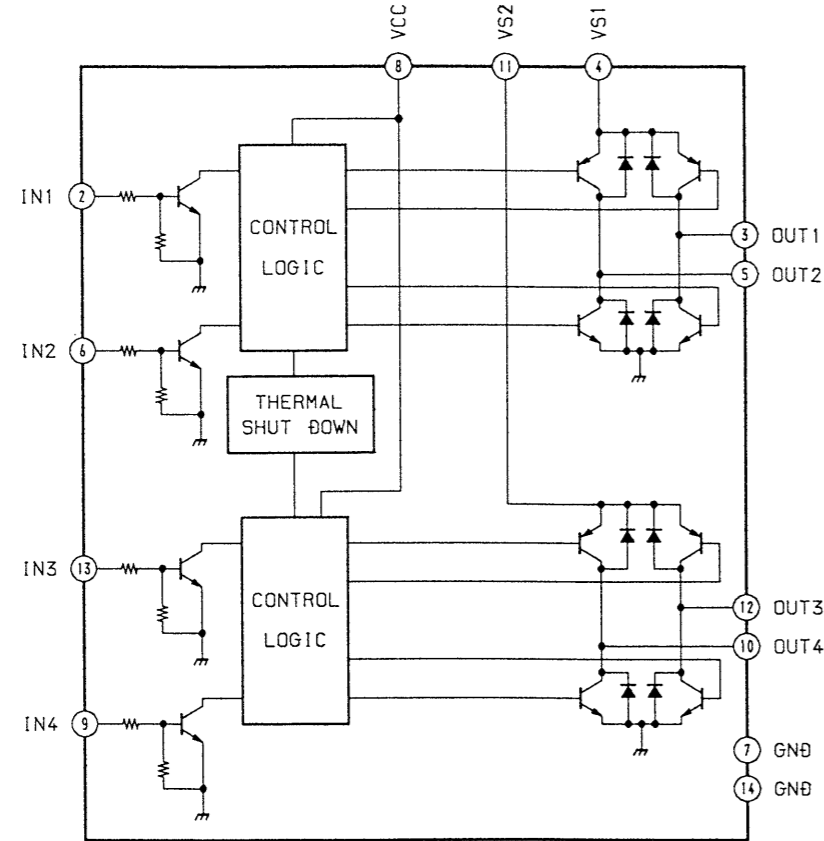 VCC
VS2
VS1
8
11
4
IN1
2
CONTROL
LOGIC
3
OUT1
5
OUT2
IN2
6
THERMAL
SHUT DOWN
IN3
13
CONTROL
LOGIC
12
OUT3
10
OUT4
IN4
9
7
GND
14
GND